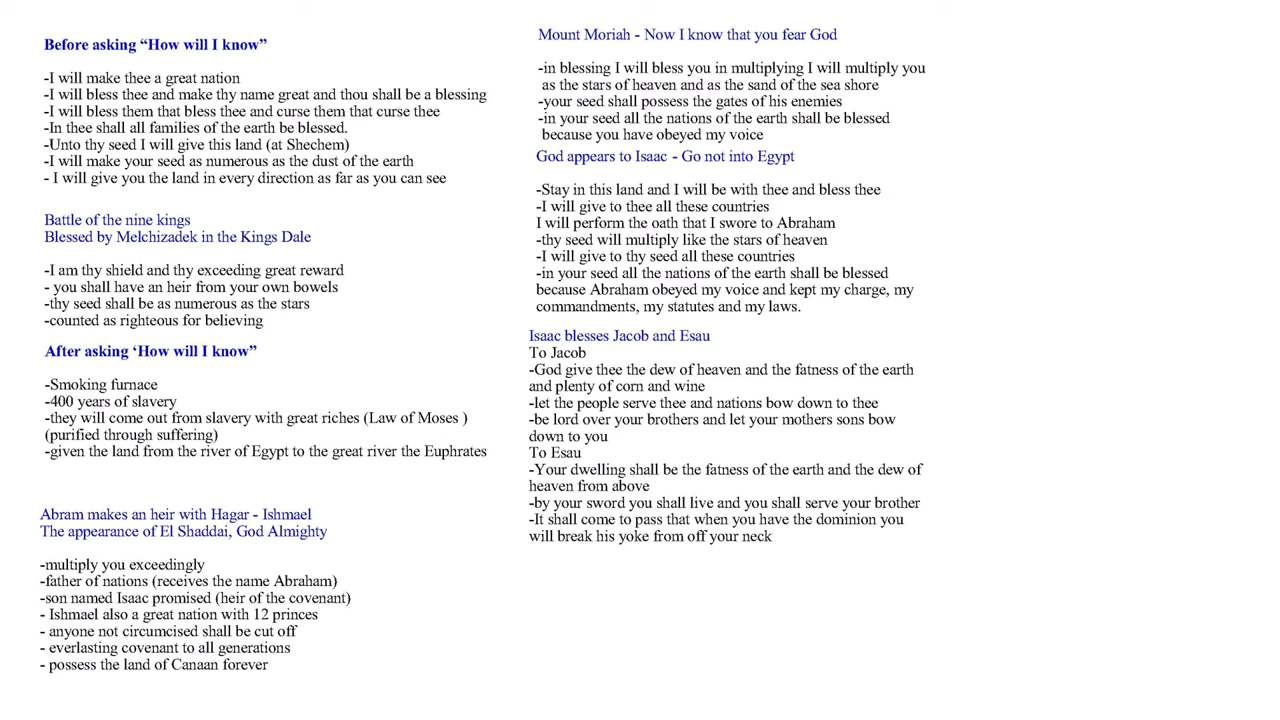 Before asking “How will I know”
-I will make thee a great nation
-I will bless thee and make thy name great and thou shall be a blessing
-I will bless them that bless thee and curse them that curse thee
-In thee shall all families of the earth be blessed.
-Unto thy seed I will give this land (at Shechem)
-I will make your seed as numerous as the dust of the earth
- I will give you the land in every direction as far as you can see
Battle of the nine kings
Blessed by Melchizadek in the Kings Dale
-I am thy shield and thy exceeding great reward
- you shall have an heir from your own bowels
-thy seed shall be as numerous as the stars
-counted as righteous for believing
After asking ‘How will I know”
-Smoking furnace
-400 years of slavery
-they will come out from slavery with great riches (Law of Moses )
(purified through suffering)
-given the land from the river of Egypt to the great river the Euphrates
Abram makes an heir with Hagar - Ishmael
The appearance of El Shaddai, God Almighty
-multiply you exceedingly
-father of nations (receives the name Abraham)
-son named Isaac promised (heir of the covenant)
- Ishmael also a great nation with 12 princes
- anyone not circumcised shall be cut off
- everlasting covenant to all generations
- possess the land of Canaan forever
Mount Moriah - Now I know that you fear God
-in blessing I will bless you in multiplying I will multiply you
as the stars of heaven and as the sand of the sea shore
-your seed shall possess the gates of his enemies
-in your seed all the nations of the earth shall be blessed
because you have obeyed my voice
God appears to Isaac - Go not into Egypt
-Stay in this land and I will be with thee and bless thee
-I will give to thee all these countries
I will perform the oath that I swore to Abraham
-thy seed will multiply like the stars of heaven
-I will give to thy seed all these countries
-in your seed all the nations of the earth shall be blessed
because Abraham obeyed my voice and kept my charge, my
commandments, my statutes and my laws.
Isaac blesses Jacob and Esau
To Jacob
-God give thee the dew of heaven and the fatness of the earth
and plenty of corn and wine
-let the people serve thee and nations bow down to thee
-be lord over your brothers and let your mothers sons bow
down to you
To Esau
-Your dwelling shall be the fatness of the earth and the dew of
heaven from above
-by your sword you shall live and you shall serve your brother
-It shall come to pass that when you have the dominion you
will break his yoke from off your neck